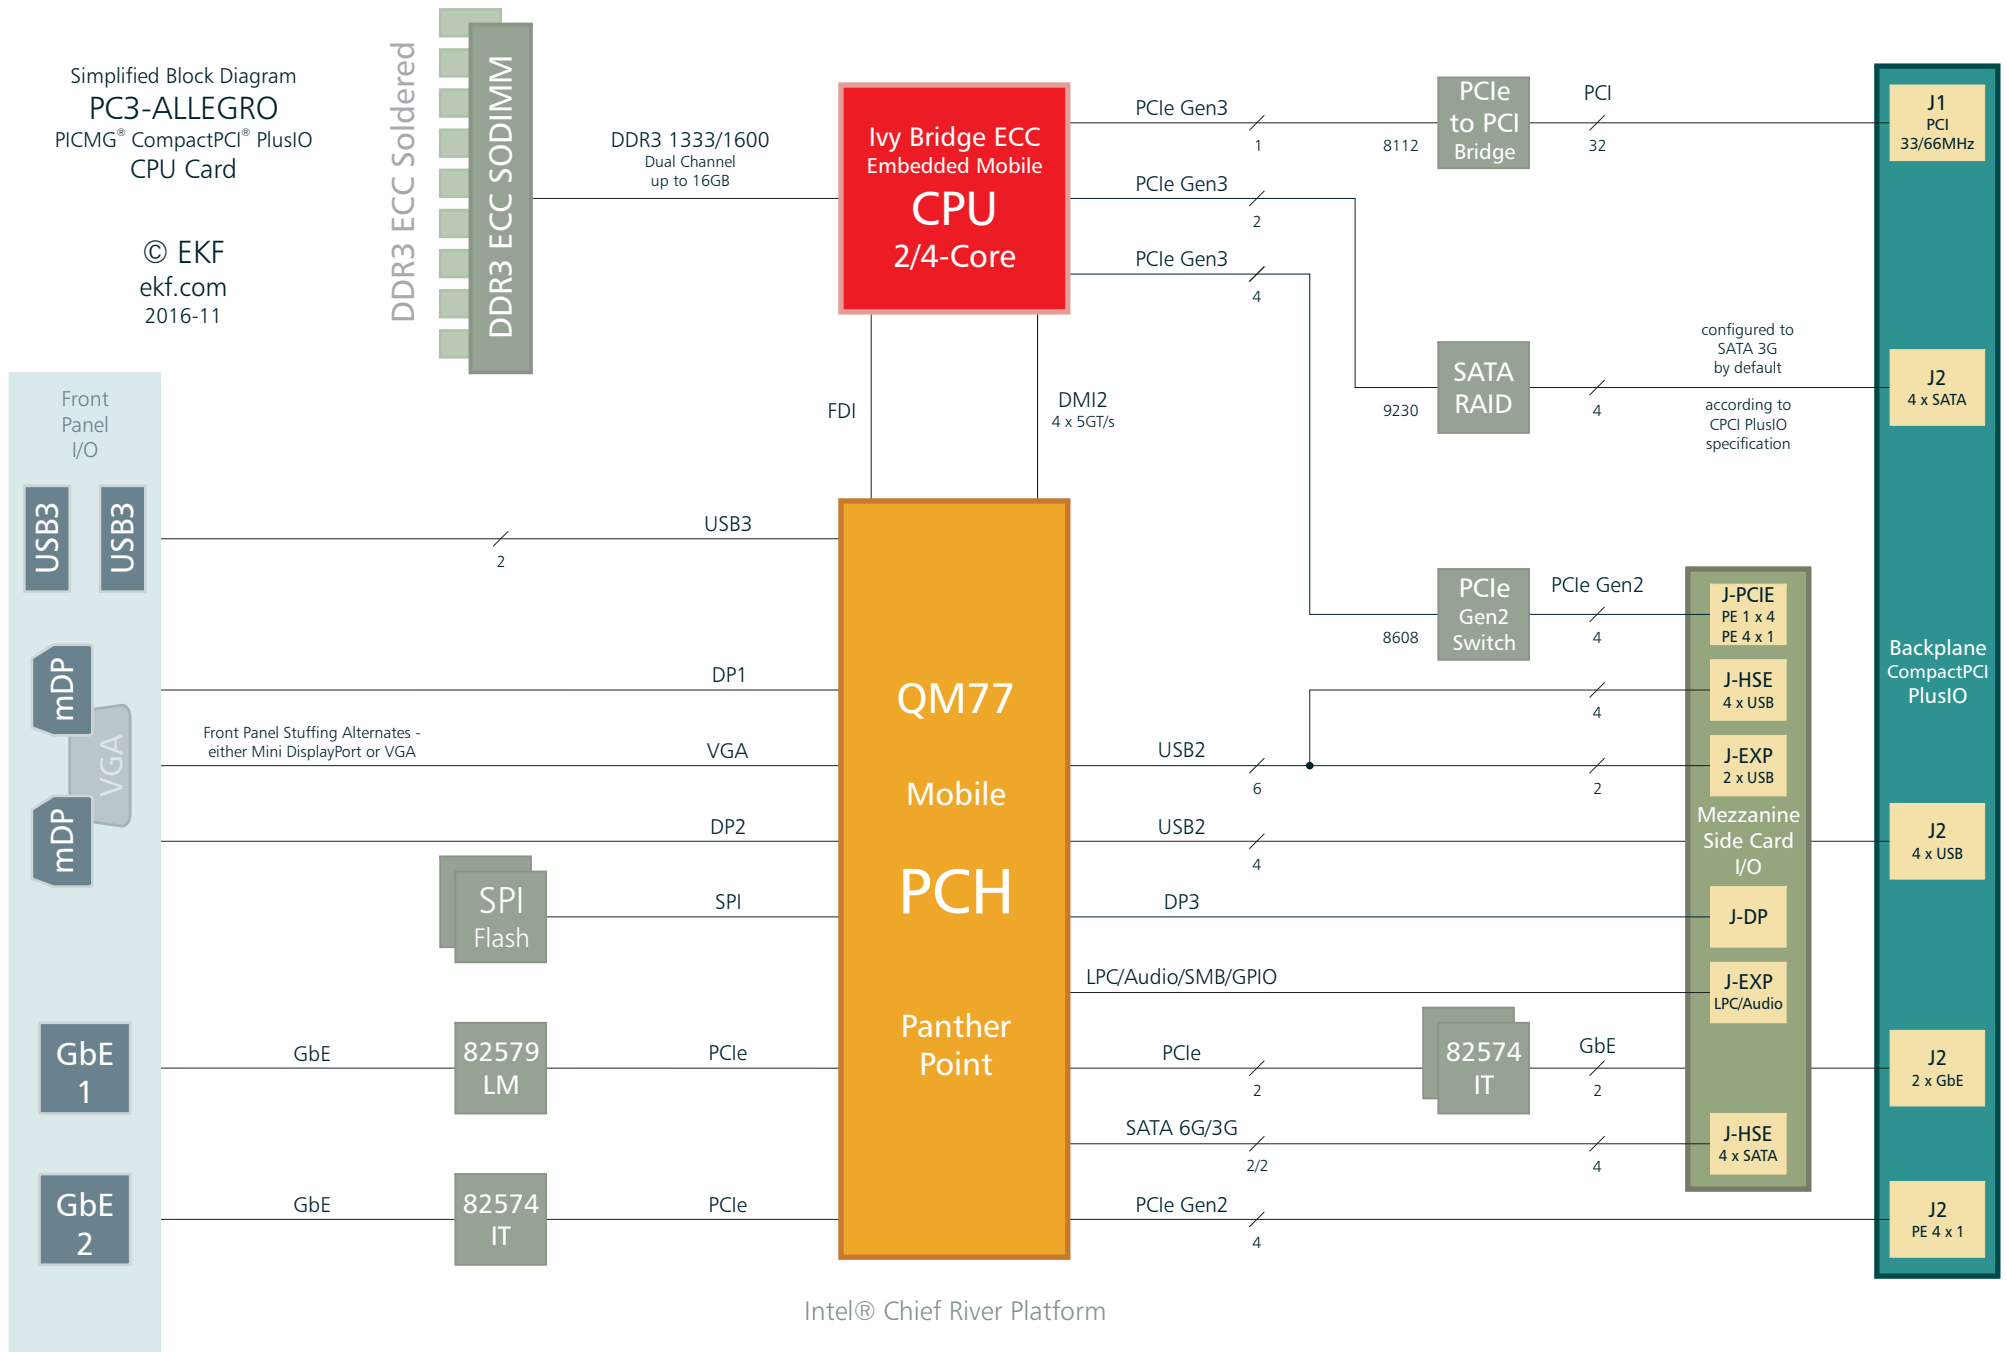 Simplified Block Diagram
PC3-ALLEGRO
PICMG® CompactPCI® PlusIO
CPU Card
© EKF
ekf.com
2016-11
DDR3 ECC Soldered
DDR3 ECC SODIMM
DDR3 1333/1600
Dual Channel
up to 16GB
Ivy Bridge ECC
Embedded Mobile
CPU
2/4-Core
PCIe Gen3
1
PCIe Gen3
2
PCIe Gen3
4
8112
PCIe
to PCI
Bridge
PCI
32
J1
PCI
33/66MHz
FDI
DMI2
4 x 5GT/s
9230
SATA
RAID
4
configured to
SATA 3G
by default
according to
CPCI PlusIO
specification
J2
4 x SATA
Front
Panel
I/O
USB3
USB3
2
USB3
mDP
VGA
mDP
DP1
Front Panel Stuffing Alternates -
either Mini DisplayPort or VGA
VGA
DP2
SPI
Flash
SPI
GbE
1
GbE
82579
LM
PCIe
GbE
2
GbE
82574
IT
PCIe
QM77
Mobile
PCH
Panther
Point
8608
PCIe
Gen2
Switch
PCIe Gen2
4
J-PCIE
PE 1 x 4
PE 4 x 1
4
J-HSE
4 x USB
USB2
6
2
J-EXP
2 x USB
Mezzanine
Side Card
I/O
USB2
4
J2
4 x USB
DP3
J-DP
LPC/Audio/SMB/GPIO
J-EXP
LPC/Audio
PCIe
2
82574
IT
GbE
2
J2
2 x GbE
SATA 6G/3G
2/2
4
J-HSE
4 x SATA
PCIe Gen2
4
J2
PE 4 x 1
Backplane
CompactPCI
PlusIO
Intel® Chief River Platform